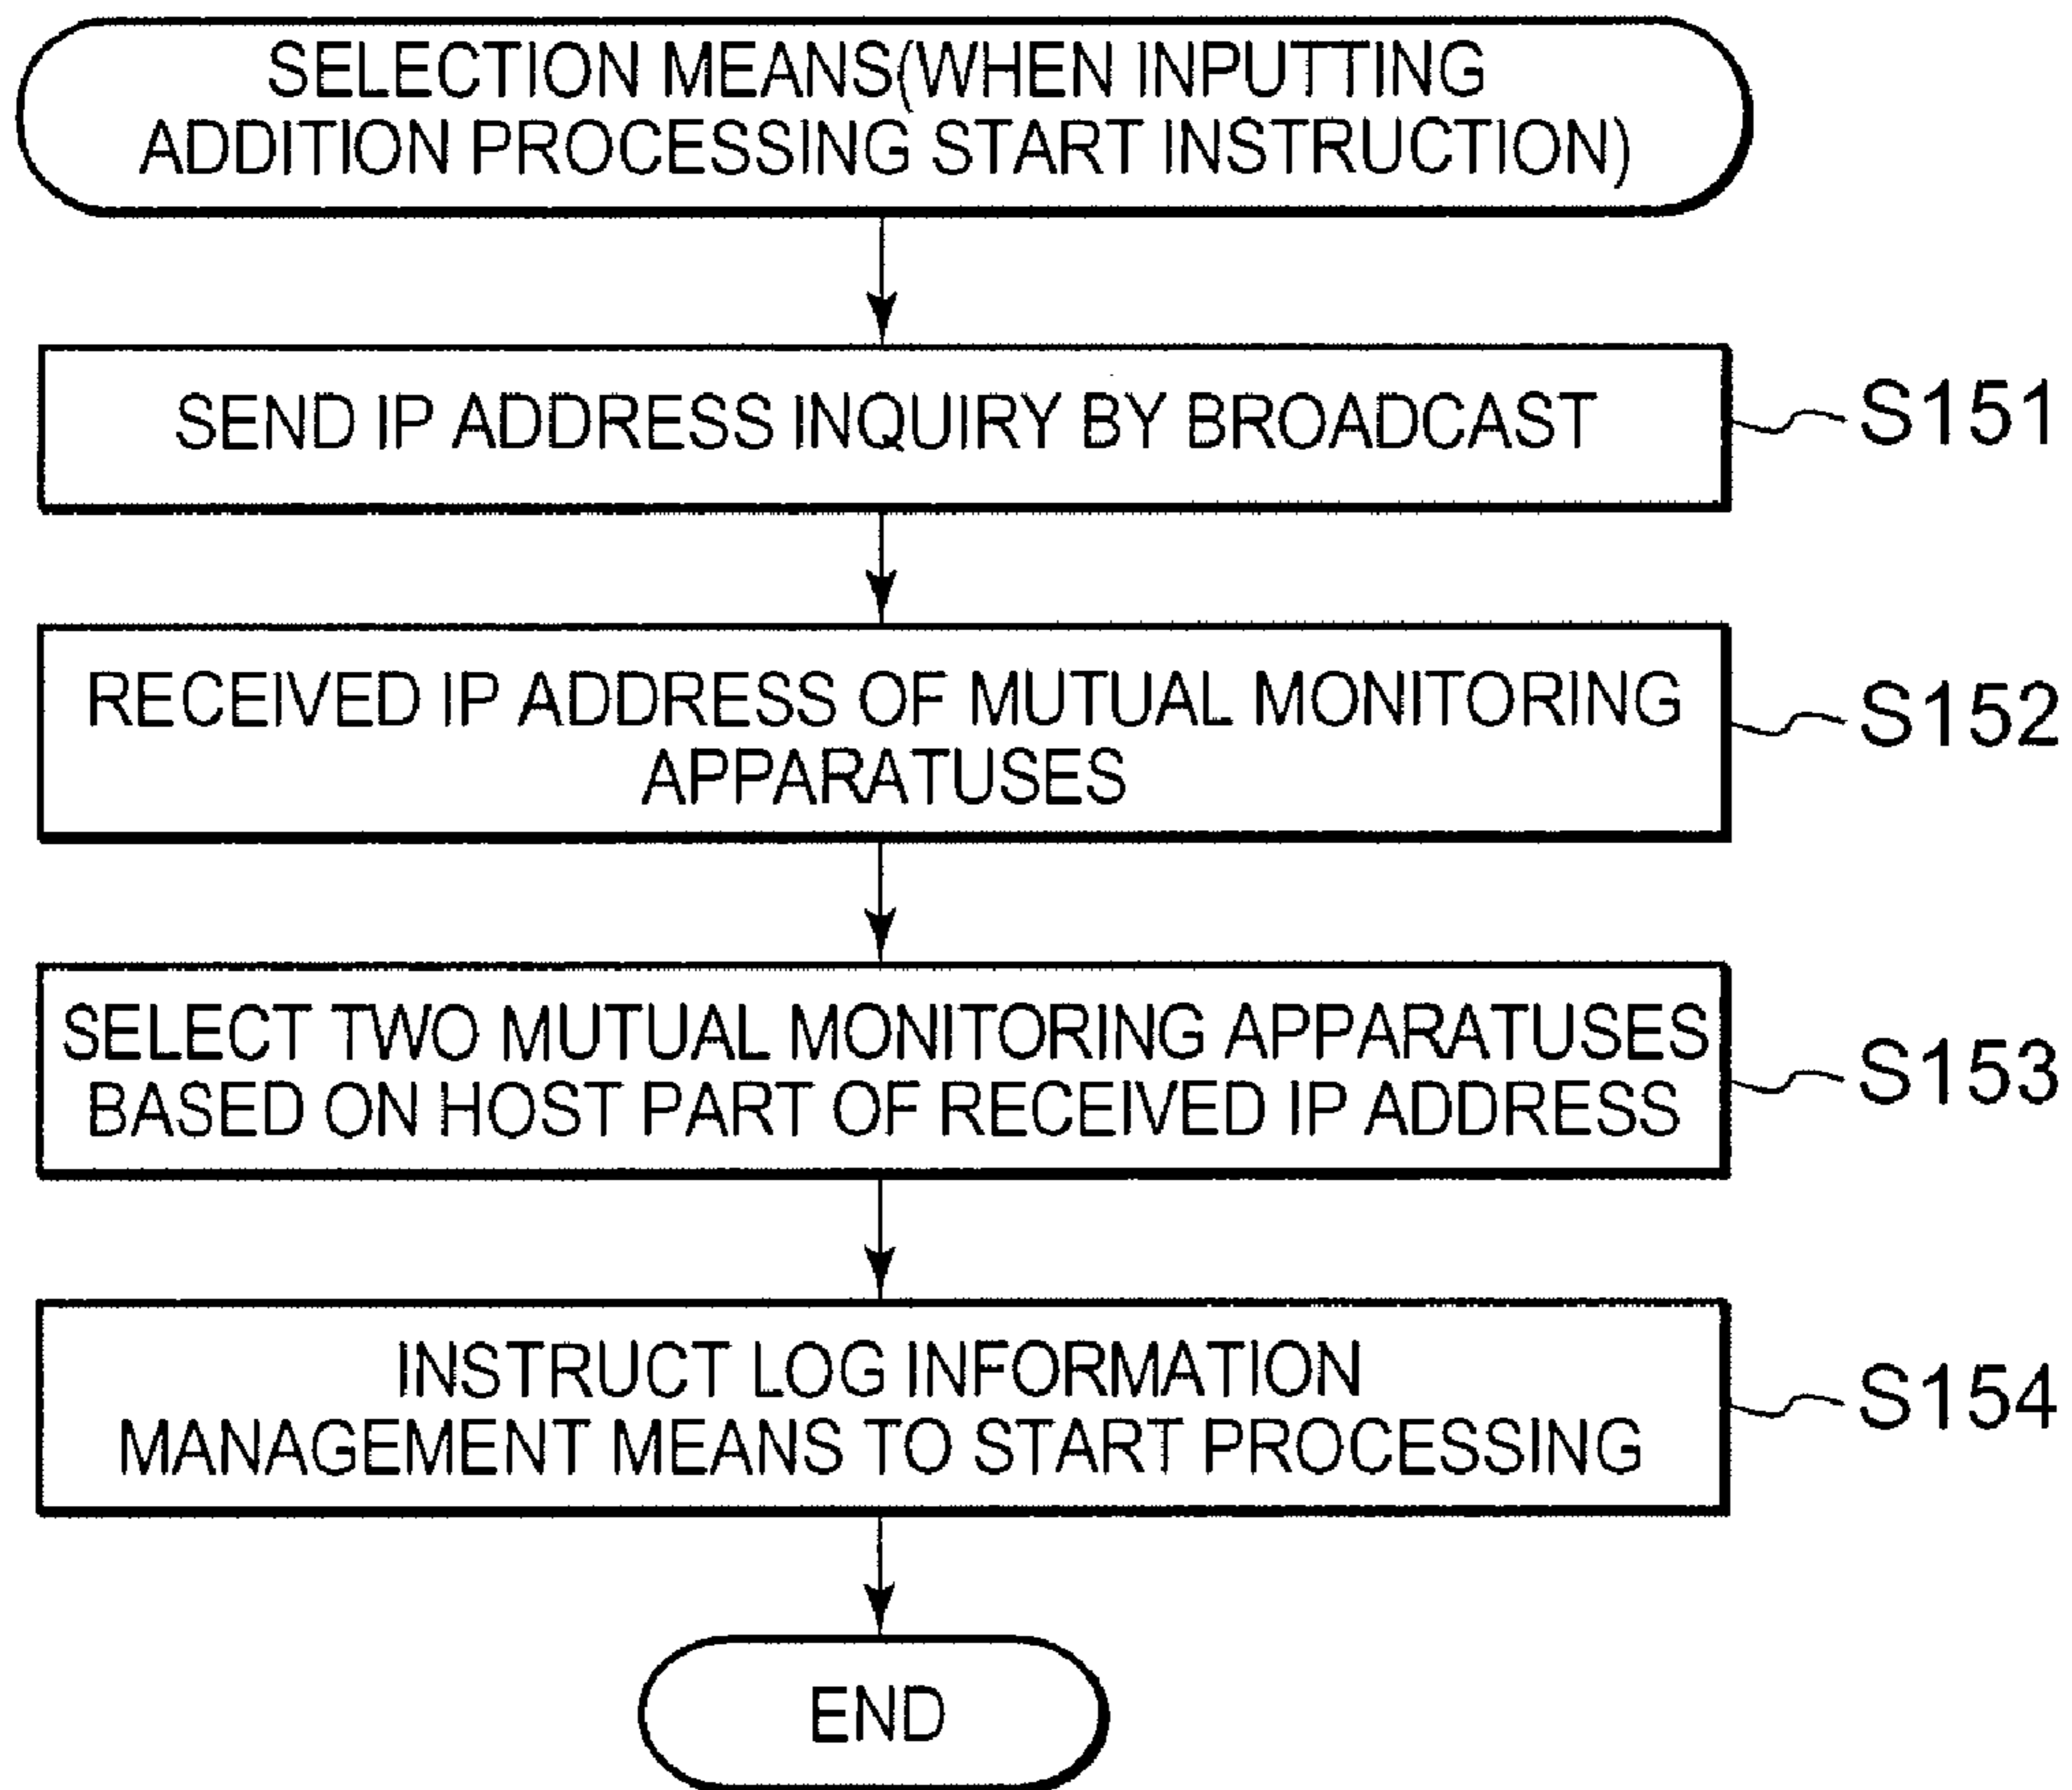 SELECTION MEANS(WHEN INPUTTING
ADDITION PROCESSING START INSTRUCTION)
SEND IP ADDRESS INQUIRY BY BROADCAST
S151
RECEIVED IP ADDRESS OF MUTUAL MONITORING
APPARATUSES
S152
SELECT TWO MUTUAL MONITORING APPARATUSES
BASED ON HOST PART OF RECEIVED IP ADDRESS
S153
INSTRUCT LOG INFORMATION
MANAGEMENT MEANS TO START PROCESSING
S154
END